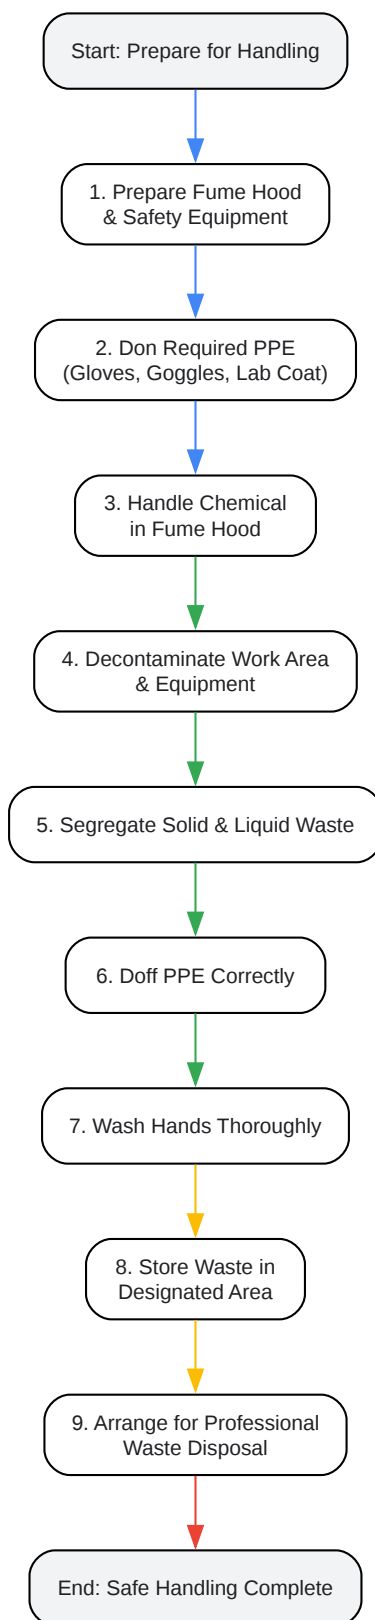 Start: Prepare for Handling
1. Prepare Fume Hood
& Safety Equipment
2. Don Required PPE
(Gloves, Goggles, Lab Coat)
3. Handle Chemical
in Fume Hood
4. Decontaminate Work Area
& Equipment
5. Segregate Solid & Liquid Waste
6. Doff PPE Correctly
7. Wash Hands Thoroughly
8. Store Waste in
Designated Area
9. Arrange for Professional
Waste Disposal
End: Safe Handling Complete